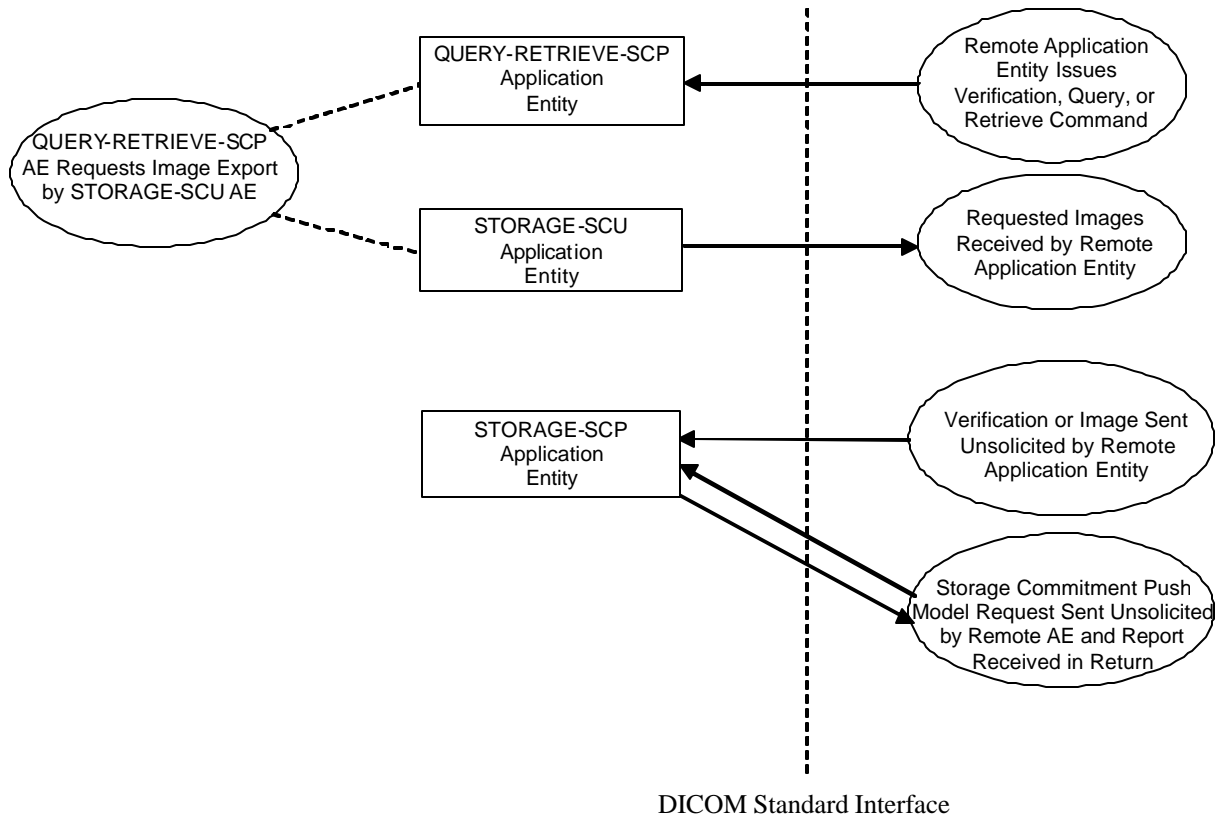 QUERY-RETRIEVE-SCP
AE Requests Image Export
by STORAGE-SCU AE
QUERY-RETRIEVE-SCP
Application
Entity
Remote Application
Entity Issues
Verification, Query, or
Retrieve Command
STORAGE-SCU
Application
Entity
Requested Images
Received by Remote
Application Entity
STORAGE-SCP
Application
Entity
Verification or Image Sent
Unsolicited by Remote
Application Entity
Storage Commitment Push
Model Request Sent Unsolicited
by Remote AE and Report
Received in Return
DICOM Standard Interface